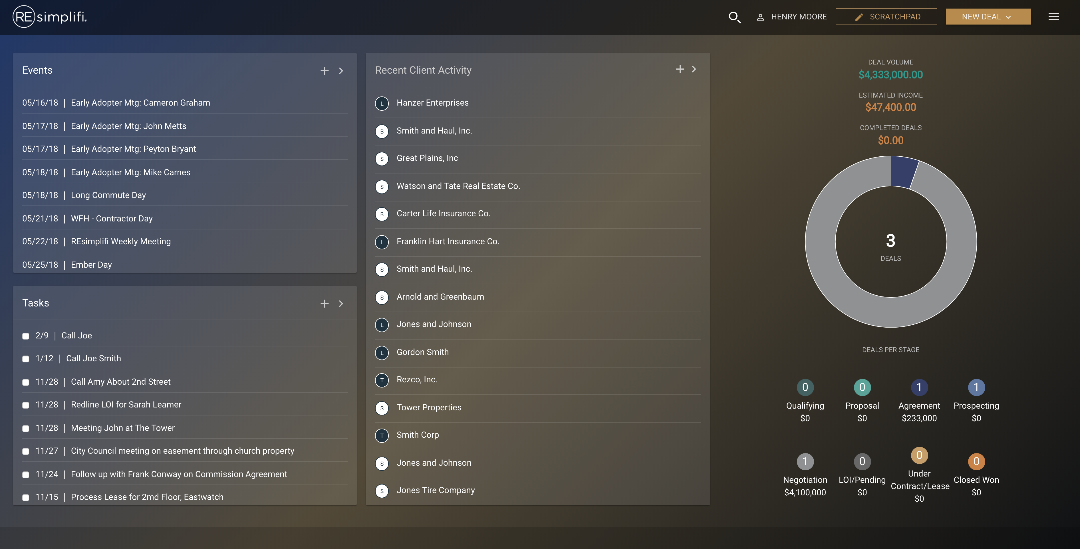 REsimplifi.
HENRY MOORE
SCRATCHPAD
NEW DEAL
Events
05/16/18 | Early Adopter Mtg: Cameron Graham
05/17/18 | Early Adopter Mtg: John Metts
05/17/18 | Early Adopter Mtg: Peyton Bryant
05/18/18 | Early Adopter Mtg: Mike Carnes
05/18/18 | Long Commute Day
05/21/18 | WFH - Contractor Day
05/22/18 | REsimplifi Weekly Meeting
05/25/18 | Ember Day
Tasks
2/9 | Call Joe
1/12 | Call Joe Smith
11/28 | Call Amy About 2nd Street
11/28 | Redline LOI for Sarah Learner
11/28 | Meeting John at The Tower
11/27 | City Council meeting on easement through church property
11/24 | Follow up with Frank Conway on Commission Agreement
11/15 | Process Lease for 2nd Floor, Eastwatch
Recent Client Activity
L Hanzer Enterprises
S Smith and Haul, Inc.
S Great Plains, Inc
S Watson and Tate Real Estate Co.
S Carter Life Insurance Co.
L Franklin Hart Insurance Co.
S Smith and Haul, Inc.
S Arnold and Greenbaum
L Jones and Johnson
L Gordon Smith
T Rezco, Inc.
S Tower Properties
T Smith Corp
S Jones and Johnson
S Jones Tire Company
DEAL VOLUME
$4,333,000.00
ESTIMATED INCOME
$47,400.00
COMPLETED DEALS
$0.00
3
DEALS
DEALS PER STAGE
0
Qualifying
$0
0
Proposal
$0
1
Agreement
$233,000
1
Prospecting
$0
1
Negotiation
$4,100,000
0
LOI/Pending
$0
0
Under
Contract/Lease
$0
0
Closed Won
$0